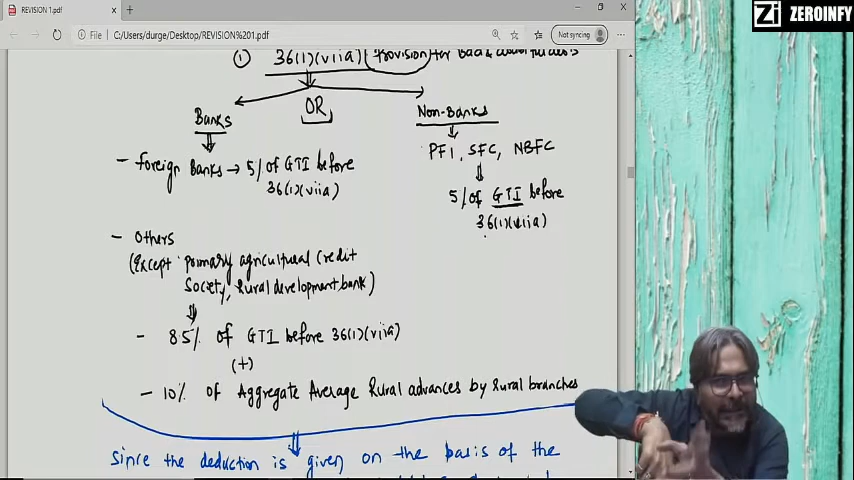 REVISION 1.pdf
File | C:/Users/durge/Desktop/REVISION%201.pdf
Not syncing
Zi ZEROINFY
① 36(1)(viia) (Provision for Bad &
OR
Banks
Non-Banks
PFI, SFC, NBFC
- Foreign Banks → 5% of GTI before
36(1)(viia)
5% of GTI before
36(1)(viia)
- Others
(Except primary agricultural credit
Society, Rural development bank)
- 8.5% of GTI before 36(1)(viia)
(+)
- 10% of Aggregate Average Rural advances by Rural branches
Since the deduction is given on the basis of the